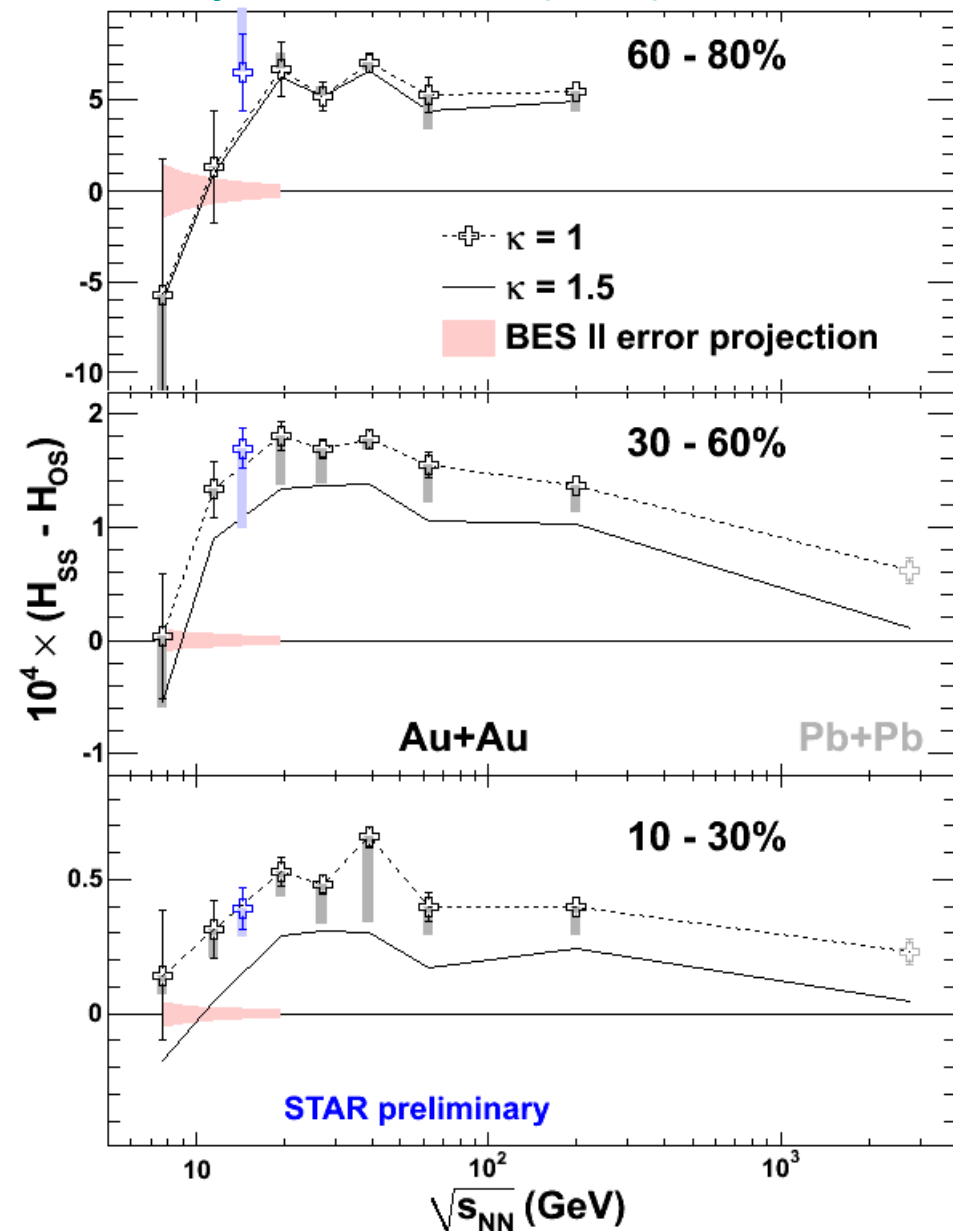 60 - 80%
5
0
-5
-10
κ = 1
κ = 1.5
BES II error projection
2
1
0
-1
30 - 60%
10⁴ × (H_SS - H_OS)
Au+Au
Pb+Pb
0.5
0
10 - 30%
STAR preliminary
10
10²
10³
√s_NN (GeV)